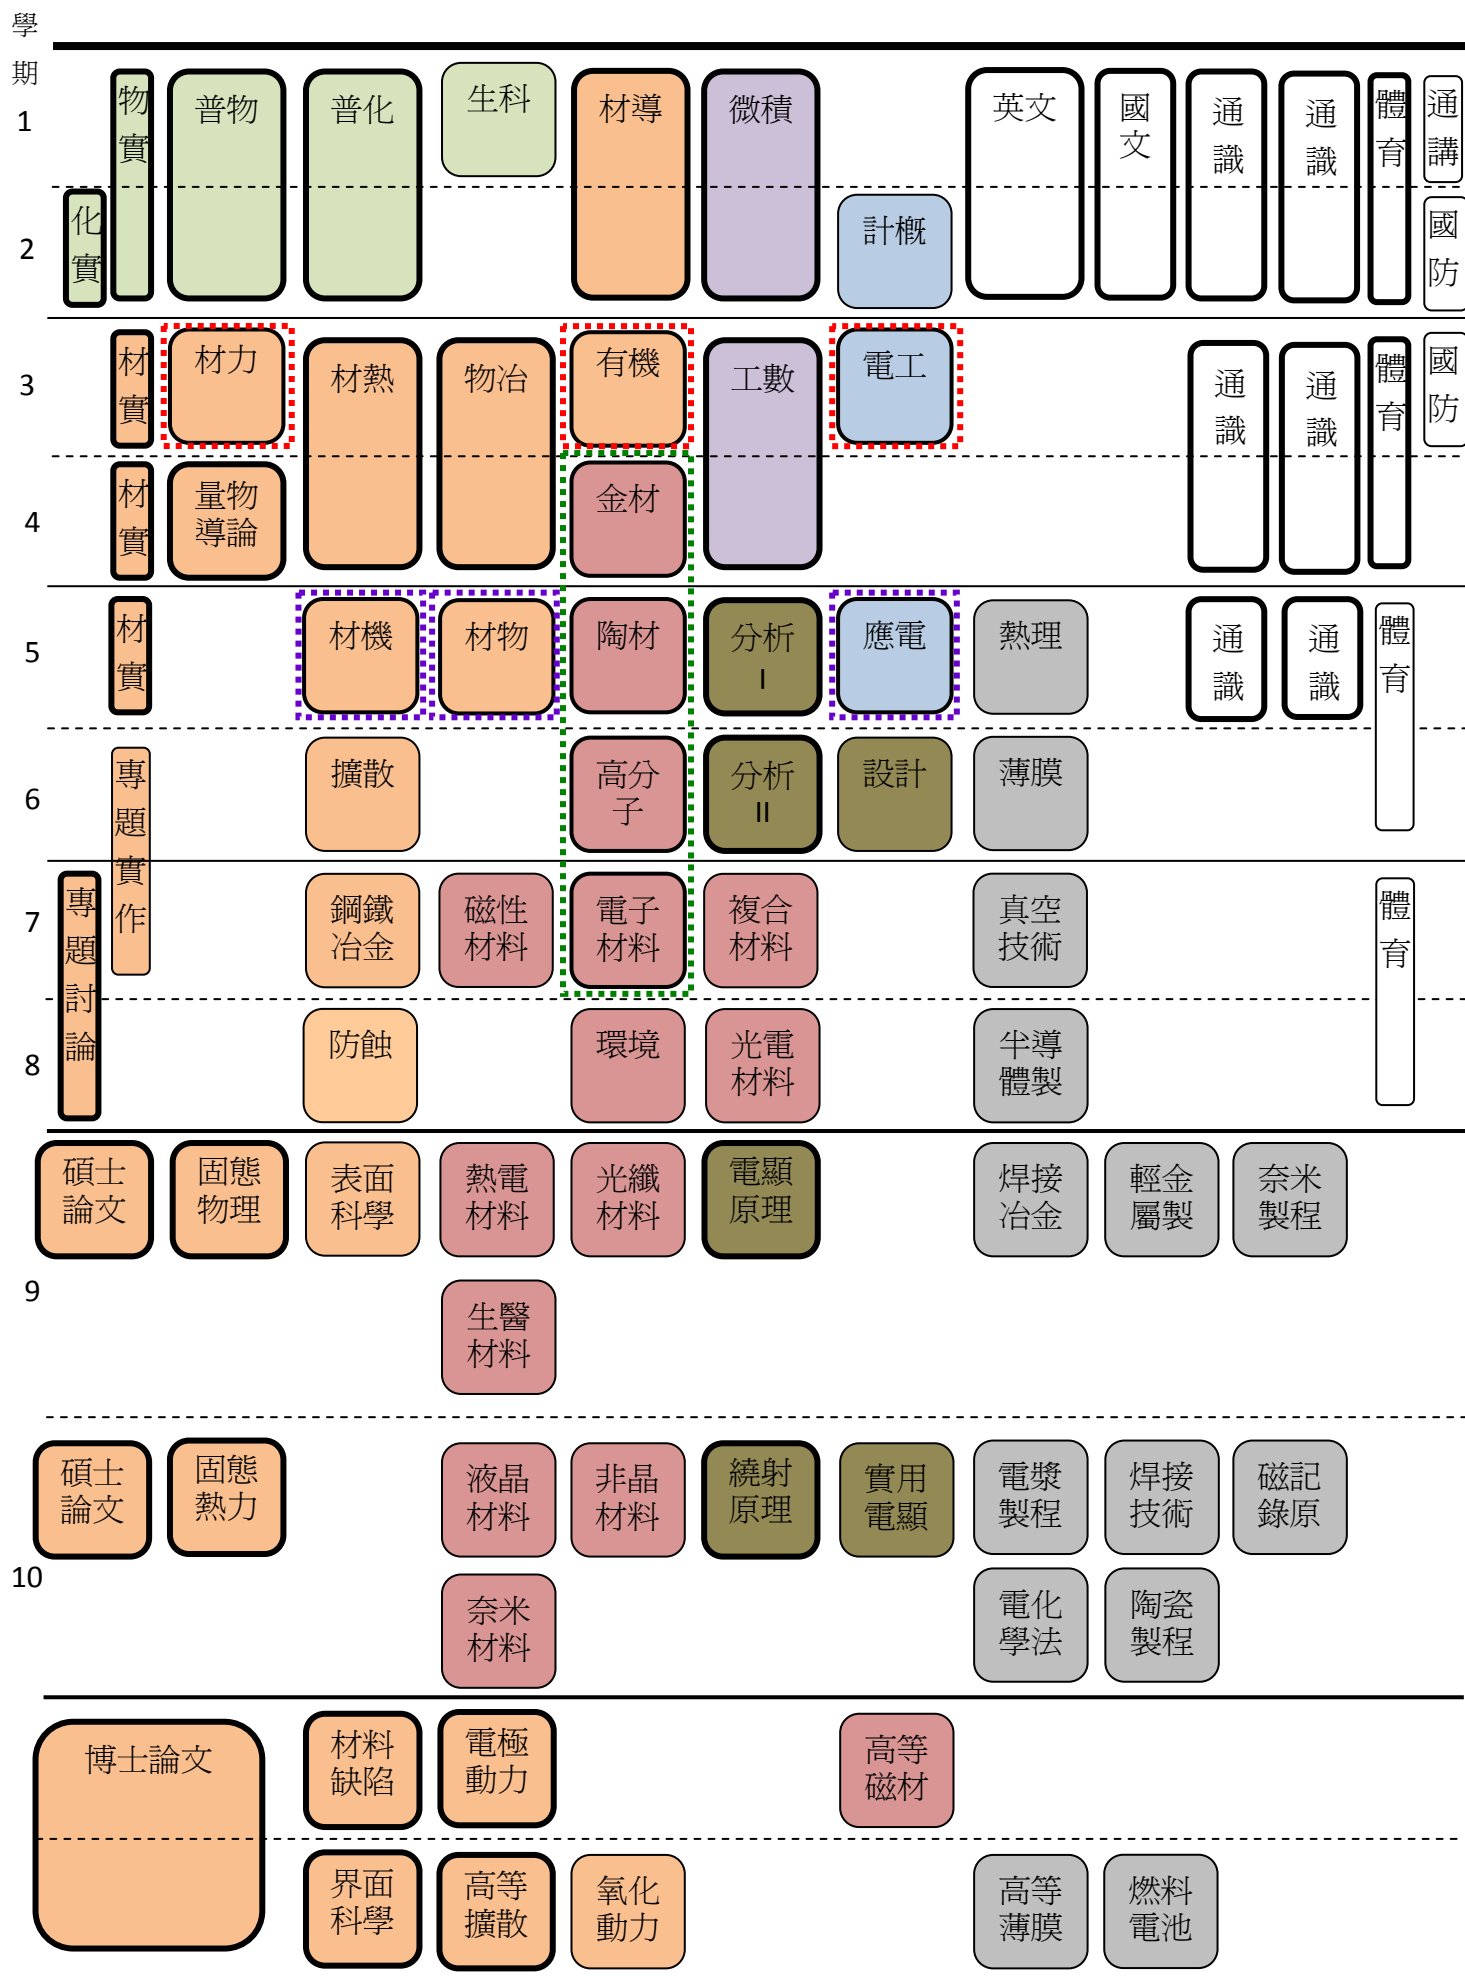 學
期
1
物
實
普物
普化
生科
材導
微積
英文
國
文
通
識
通
識
體
育
通
講
2
化
實
計概
國
防
3
材
實
材力
材熱
物冶
有機
工數
電工
通
識
通
識
體
育
國
防
4
材
實
量物
導論
金材
5
材
實
材機
材物
陶材
分析
I
應電
熱理
通
識
通
識
體
育
6
專
題
實
作
擴散
高分
子
分析
II
設計
薄膜
7
專
題
討
論
鋼鐵
冶金
磁性
材料
電子
材料
複合
材料
真空
技術
體
育
8
防蝕
環境
光電
材料
半導
體製
9
碩士
論文
固態
物理
表面
科學
熱電
材料
光纖
材料
電顯
原理
焊接
冶金
輕金
屬製
奈米
製程
生醫
材料
10
碩士
論文
固態
熱力
液晶
材料
非晶
材料
繞射
原理
實用
電顯
電漿
製程
焊接
技術
磁記
錄原
奈米
材料
電化
學法
陶瓷
製程
博士論文
材料
缺陷
電極
動力
高等
磁材
界面
科學
高等
擴散
氧化
動力
高等
薄膜
燃料
電池